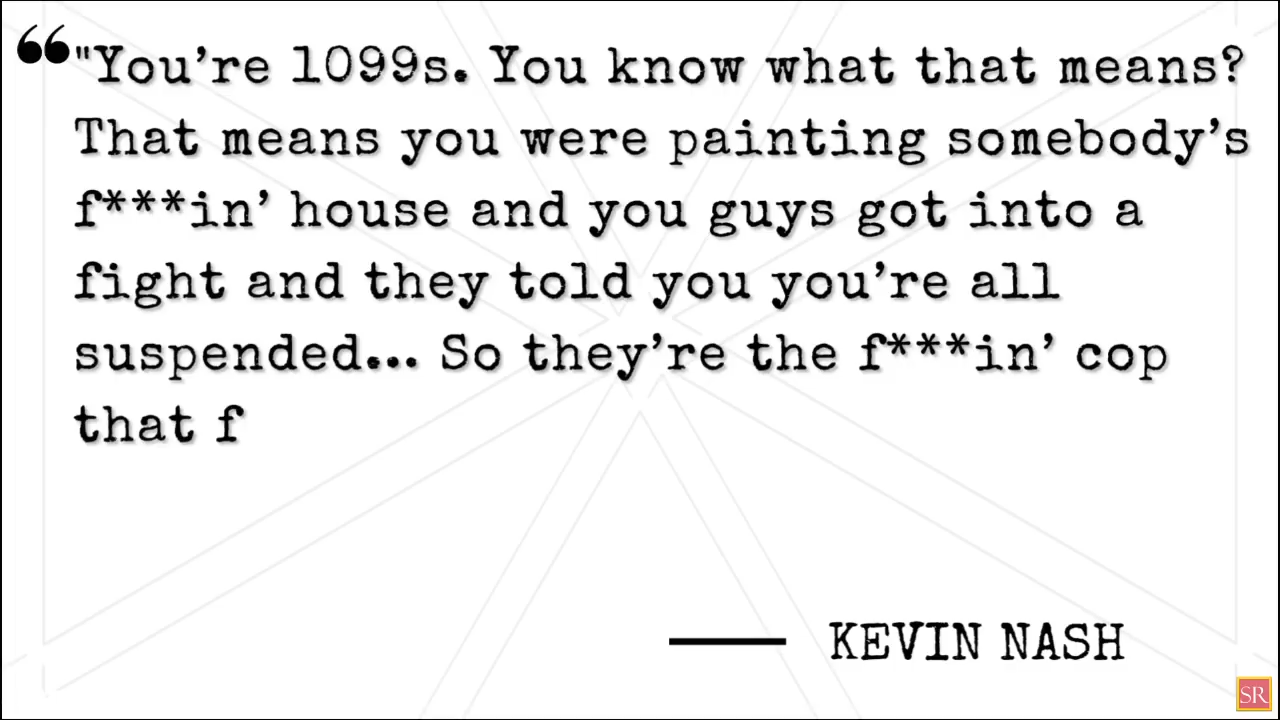 ❝"You’re 1099s. You know what that means?
That means you were painting somebody’s
f***in’ house and you guys got into a
fight and they told you you’re all
suspended... So they’re the f***in’ cop
that f
KEVIN NASH
SR